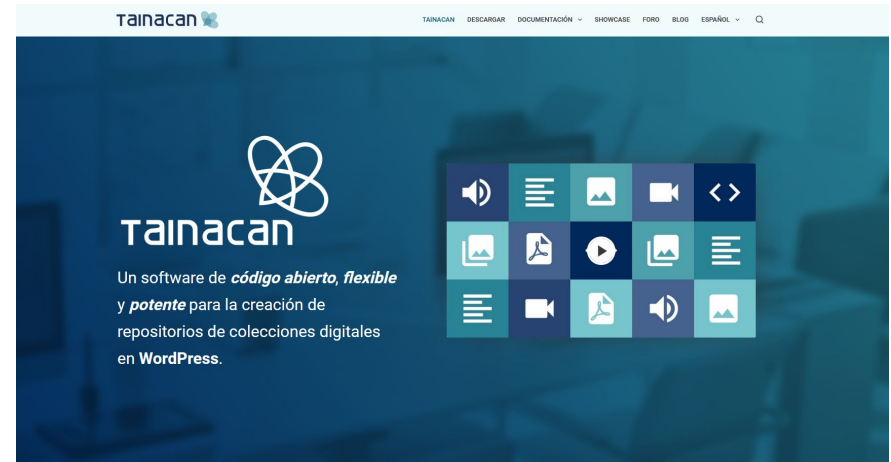 Tainacan
TAINACAN DESCARGAR DOCUMENTACIÓN SHOWCASE FORO BLOG ESPAÑOL
Tainacan
Un software de código abierto, flexible
y potente para la creación de
repositorios de colecciones digitales
en WordPress.